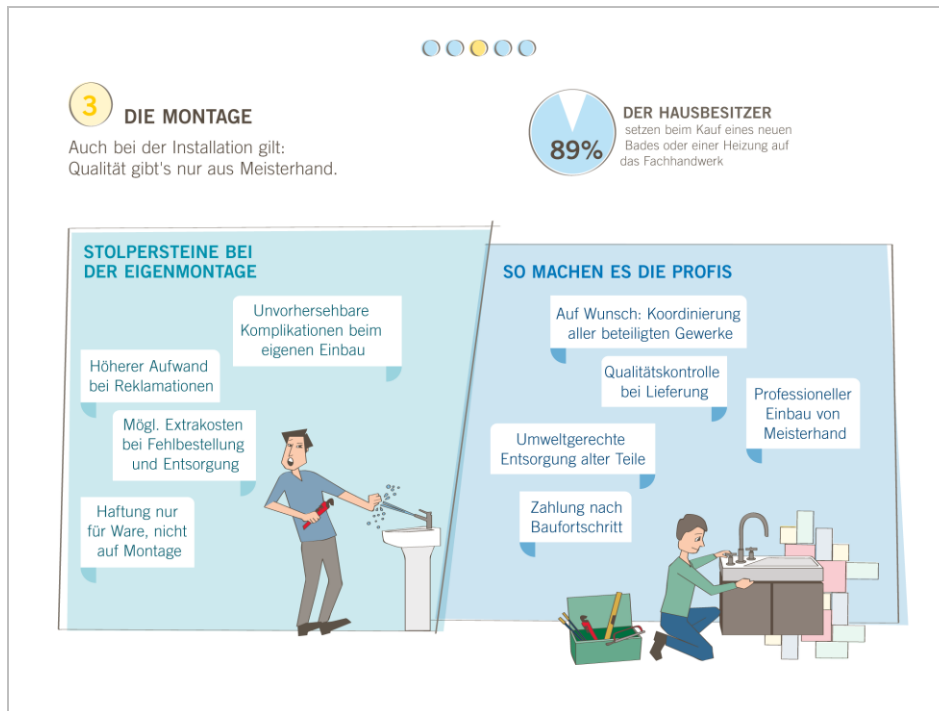 3 DIE MONTAGE
Auch bei der Installation gilt:
Qualität gibt's nur aus Meisterhand.
89%
DER HAUSBESITZER
setzen beim Kauf eines neuen
Bades oder einer Heizung auf
das Fachhandwerk
STOLPERSTEINE BEI
DER EIGENMONTAGE
Unvorhersehbare
Komplikationen beim
eigenen Einbau
Höherer Aufwand
bei Reklamationen
Mögl. Extrakosten
bei Fehlbestellung
und Entsorgung
Haftung nur
für Ware, nicht
auf Montage
SO MACHEN ES DIE PROFIS
Auf Wunsch: Koordinierung
aller beteiligten Gewerke
Qualitätskontrolle
bei Lieferung
Professioneller
Einbau von
Meisterhand
Umweltgerechte
Entsorgung alter Teile
Zahlung nach
Baufortschritt